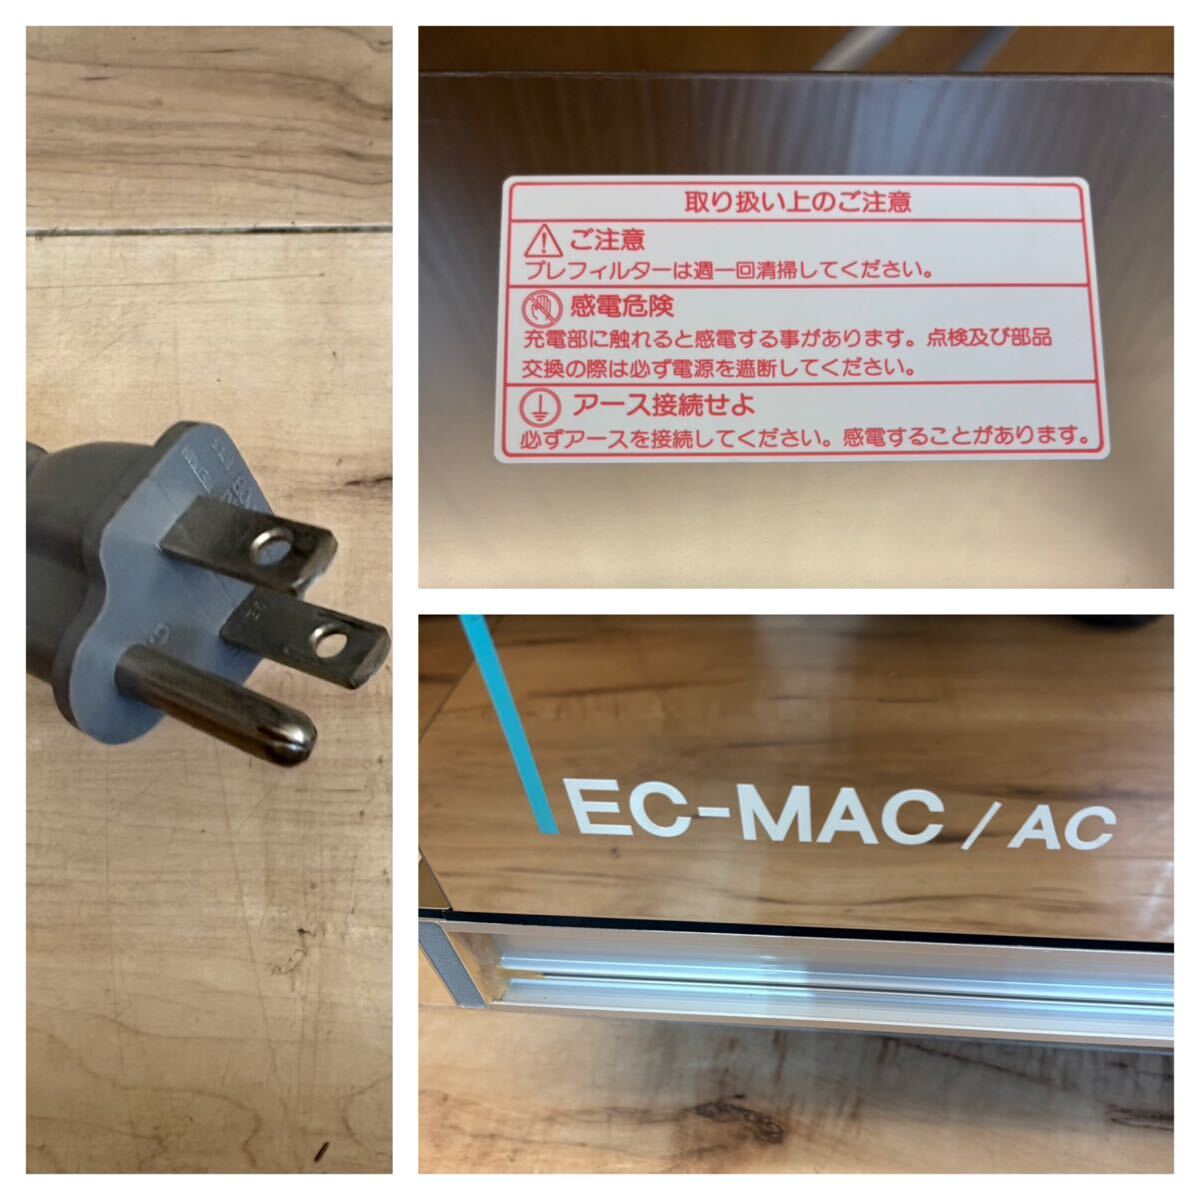 取り扱い上のご注意
ご注意
プレフィルターは週一回清掃してください。
感電危険
充電部に触れると感電する事があります。点検及び部品
交換の際は必ず電源を遮断してください。
アース接続せよ
必ずアースを接続してください。感電することがあります。
EC-MAC / AC